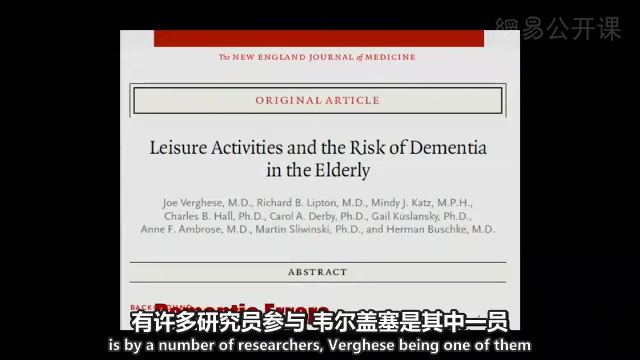 網易公开课
The NEW ENGLAND JOURNAL of MEDICINE
ORIGINAL ARTICLE
Leisure Activities and the Risk of Dementia
in the Elderly
Joe Verghese, M.D., Richard B. Lipton, M.D., Mindy J. Katz, M.P.H.,
Charles B. Hall, Ph.D., Carol A. Derby, Ph.D., Gail Kuslansky, Ph.D.,
Anne F. Ambrose, M.D., Martin Sliwinski, Ph.D., and Herman Buschke, M.D.
ABSTRACT
有许多研究员参与 韦尔盖塞是其中一员
is by a number of researchers, Verghese being one of them